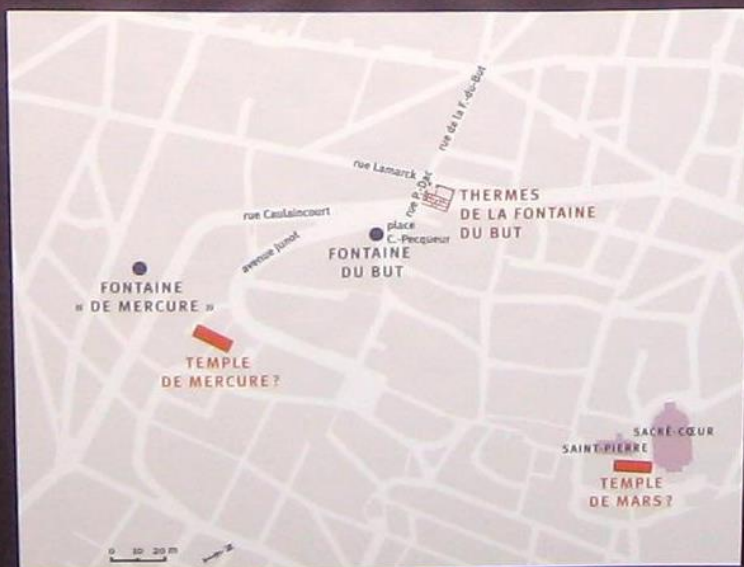 rue de la F.-du-But
rue Lamarck
rue P.-Dac
THERMES
DE LA FONTAINE
DU BUT
rue Caulaincourt
place
C.-Pecqueur
avenue Junot
FONTAINE
DU BUT
FONTAINE
« DE MERCURE »
TEMPLE
DE MERCURE ?
SACRÉ-CŒUR
SAINT-PIERRE
TEMPLE
DE MARS ?
0 10 20 m
N